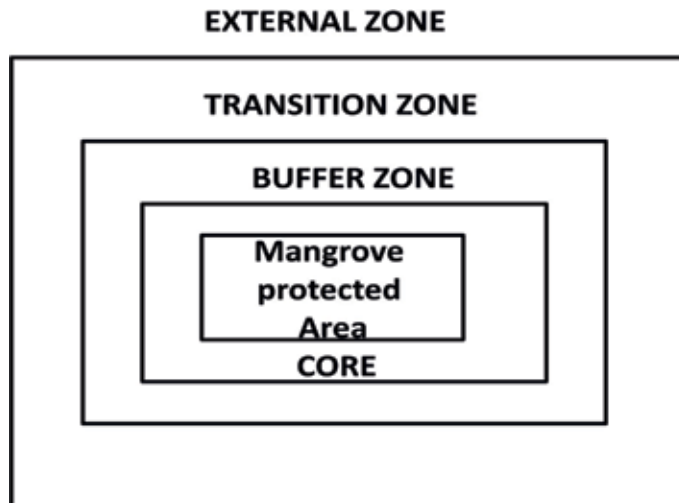 EXTERNAL ZONE
TRANSITION ZONE
BUFFER ZONE
Mangrove
protected
Area
CORE